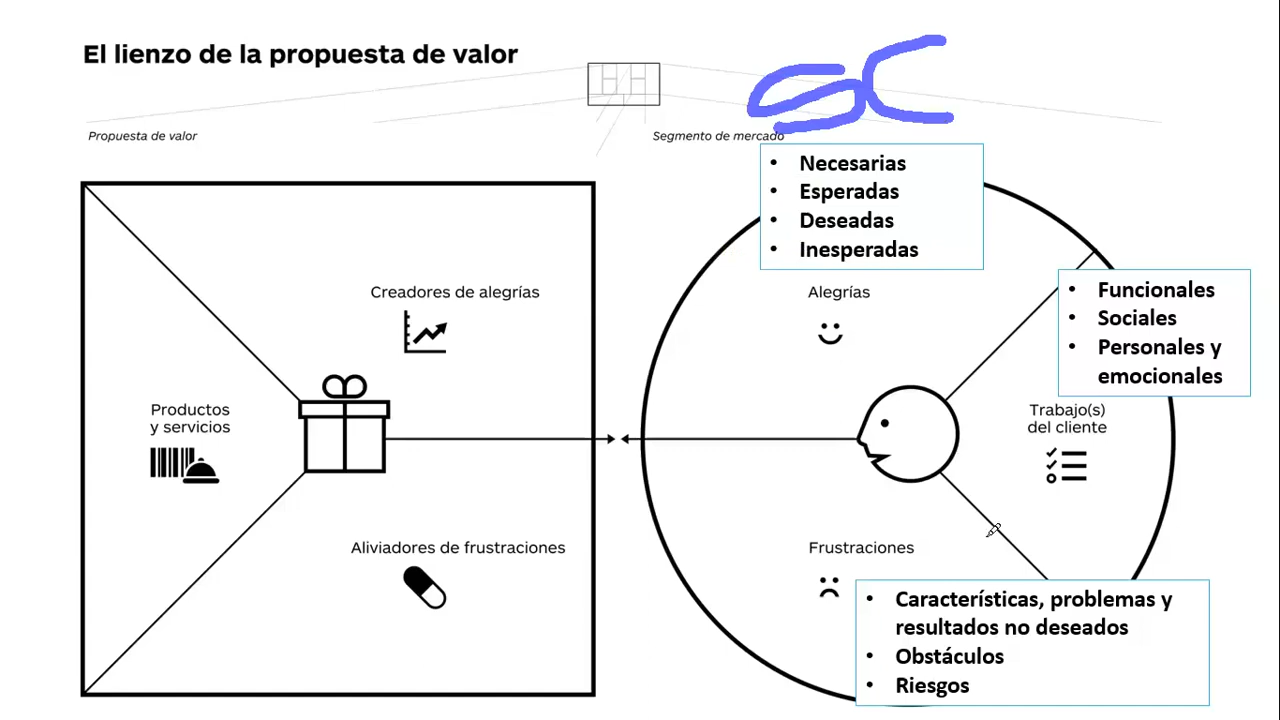 El lienzo de la propuesta de valor
SC
Propuesta de valor
Segmento de mercado
• Necesarias
• Esperadas
• Deseadas
• Inesperadas
Creadores de alegrías
Alegrías
• Funcionales
• Sociales
• Personales y
emocionales
Productos
y servicios
Trabajo(s)
del cliente
Aliviadores de frustraciones
Frustraciones
• Características, problemas y
resultados no deseados
• Obstáculos
• Riesgos